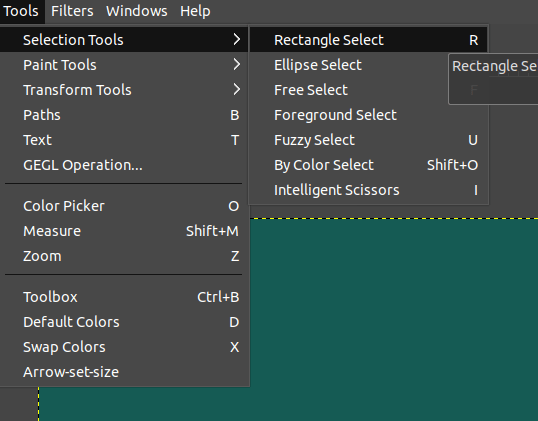 Tools Filters Windows Help
Selection Tools
Paint Tools
Transform Tools
Paths B
Text T
GEGL Operation...
Color Picker O
Measure Shift+M
Zoom Z
Toolbox Ctrl+B
Default Colors D
Swap Colors X
Arrow-set-size
Rectangle Select R
Ellipse Select
Free Select F
Foreground Select
Fuzzy Select U
By Color Select Shift+O
Intelligent Scissors I
Rectangle Se